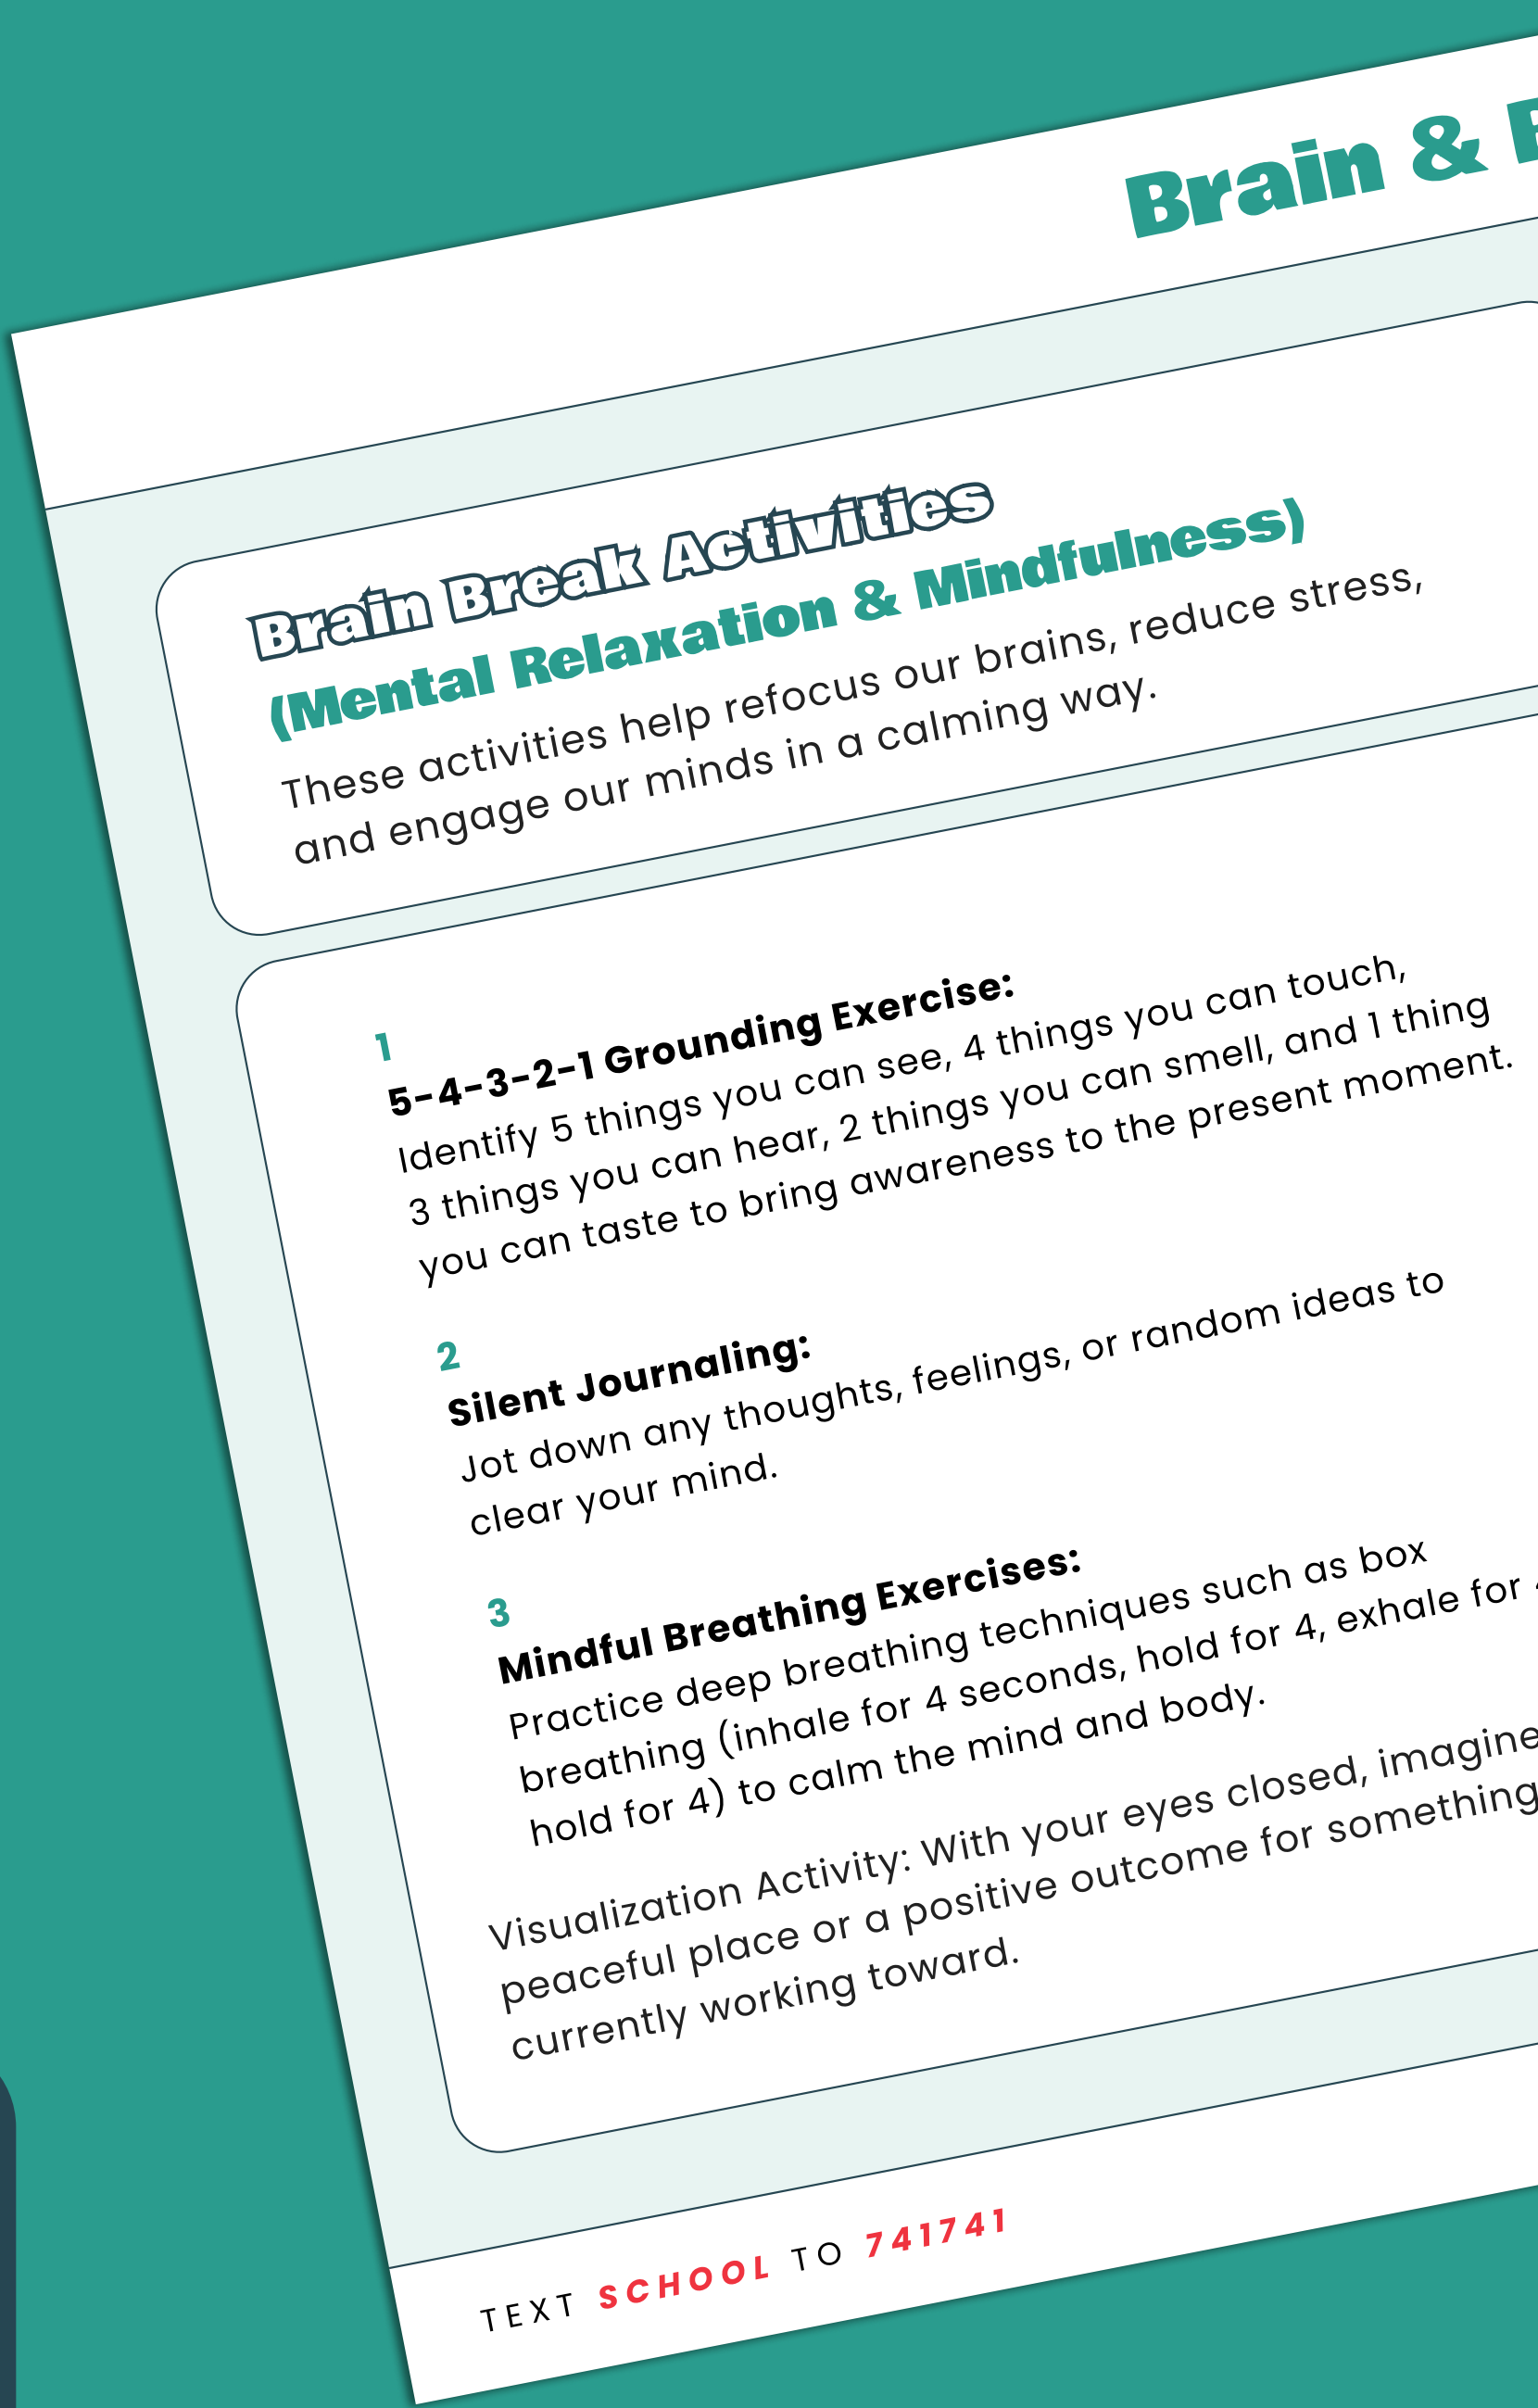 Brain &
Brain Break Activities
(Mental Relaxation & Mindfulness)
These activities help refocus our brains, reduce stress,
and engage our minds in a calming way.
1
5-4-3-2-1 Grounding Exercise:
Identify 5 things you can see, 4 things you can touch,
3 things you can hear, 2 things you can smell, and 1 thing
you can taste to bring awareness to the present moment.
2
Silent Journaling:
Jot down any thoughts, feelings, or random ideas to
clear your mind.
3
Mindful Breathing Exercises:
Practice deep breathing techniques such as box
breathing (inhale for 4 seconds, hold for 4, exhale for
hold for 4) to calm the mind and body.
Visualization Activity: With your eyes closed, imagine
peaceful place or a positive outcome for something
currently working toward.
TEXT SCHOOL TO 741741